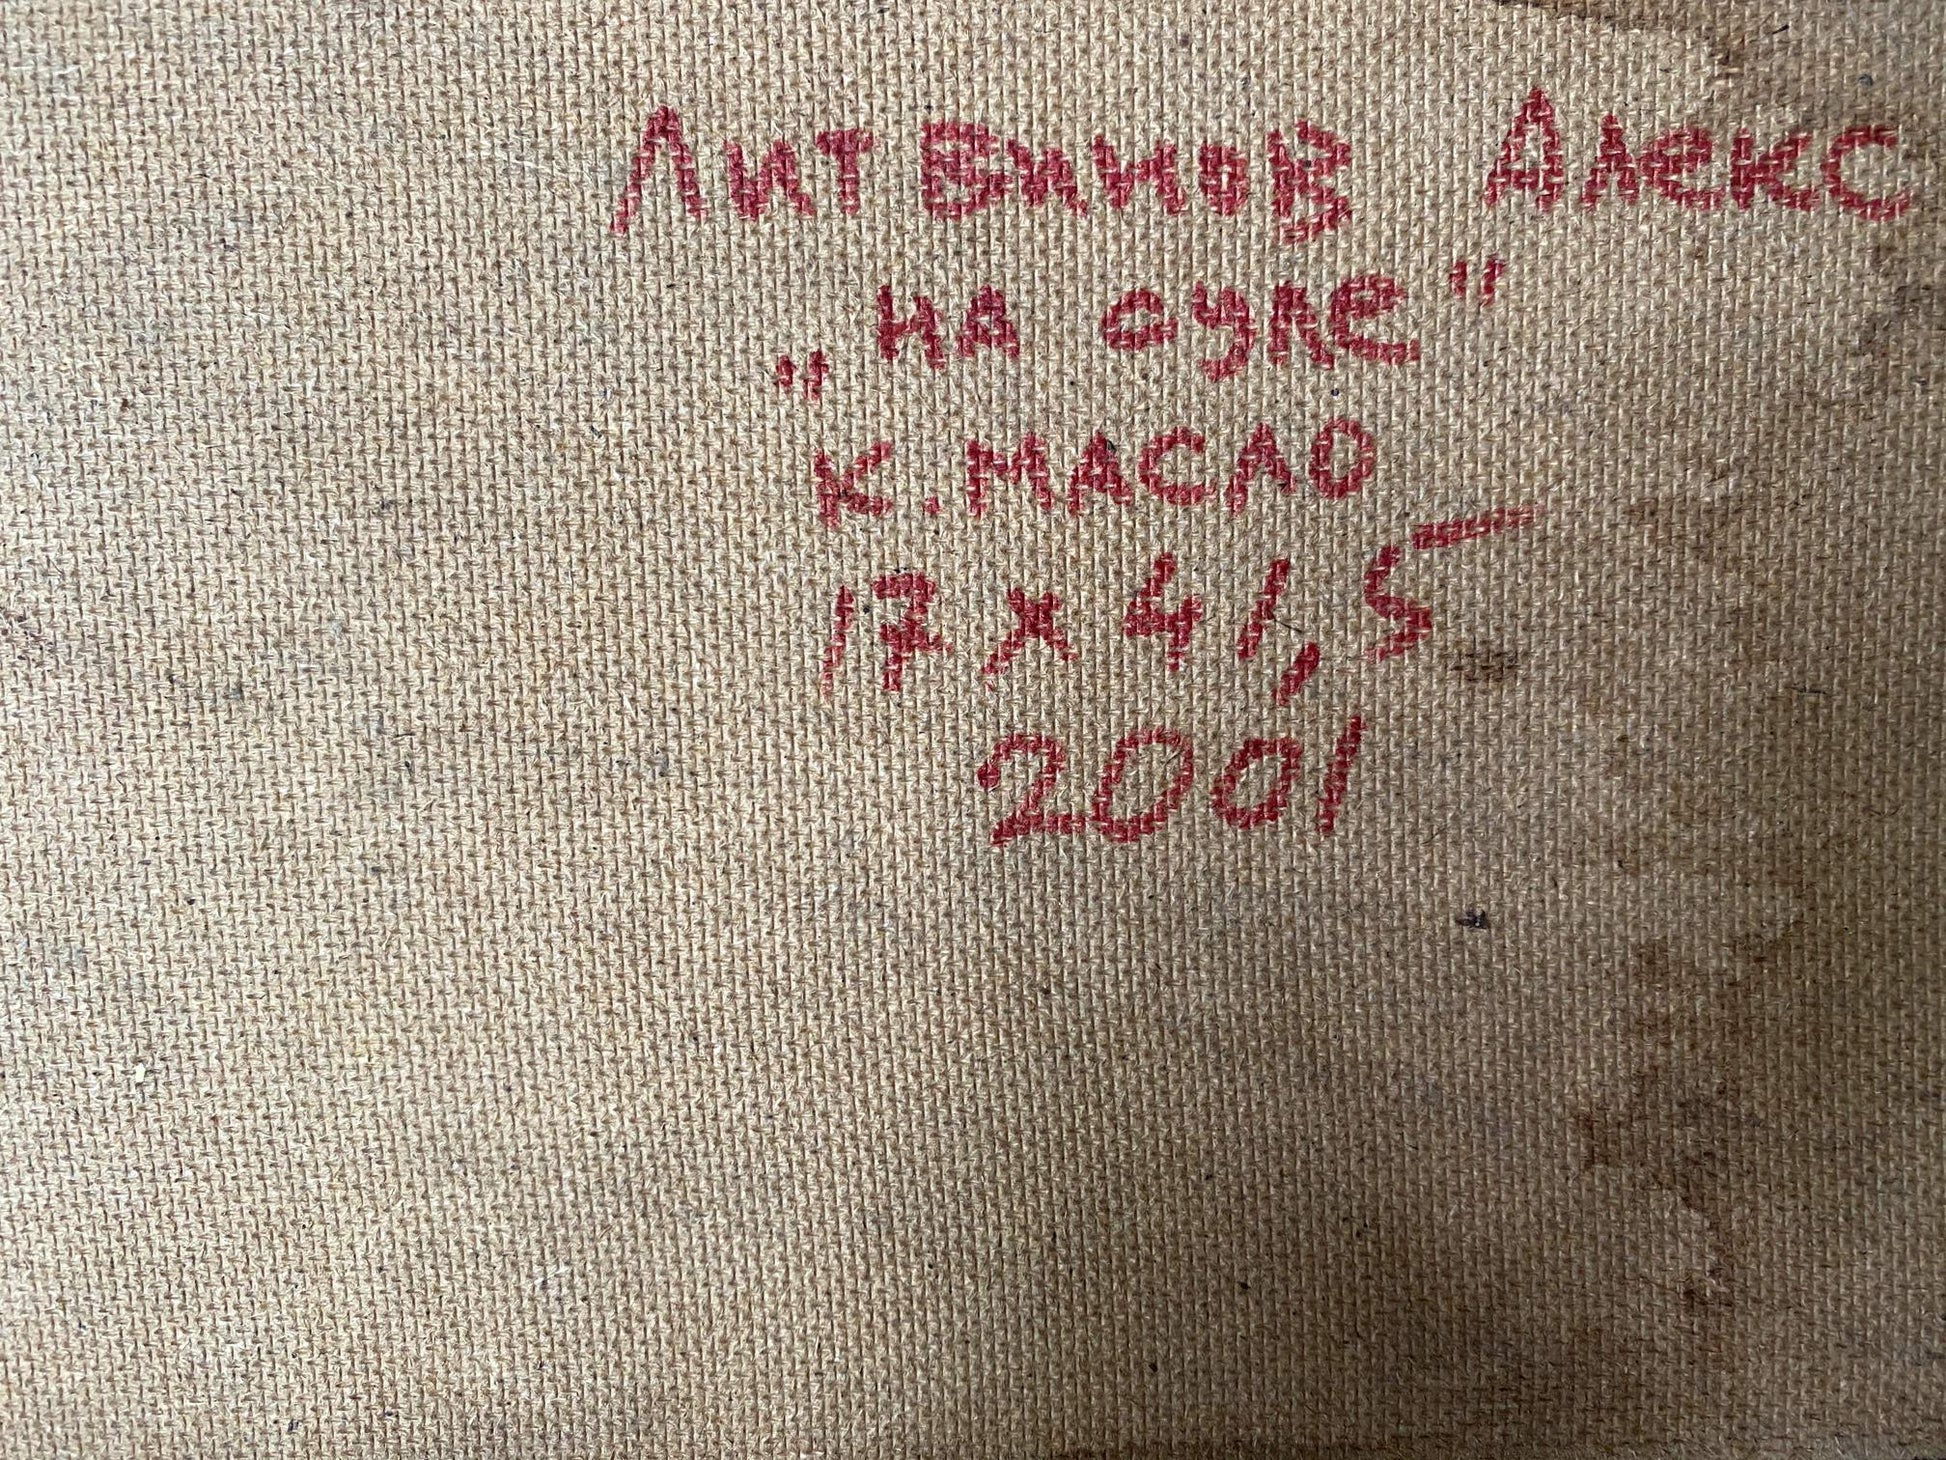 Литвинов Алекс
„На Суле"
к. масло
17 х 41,5
2001